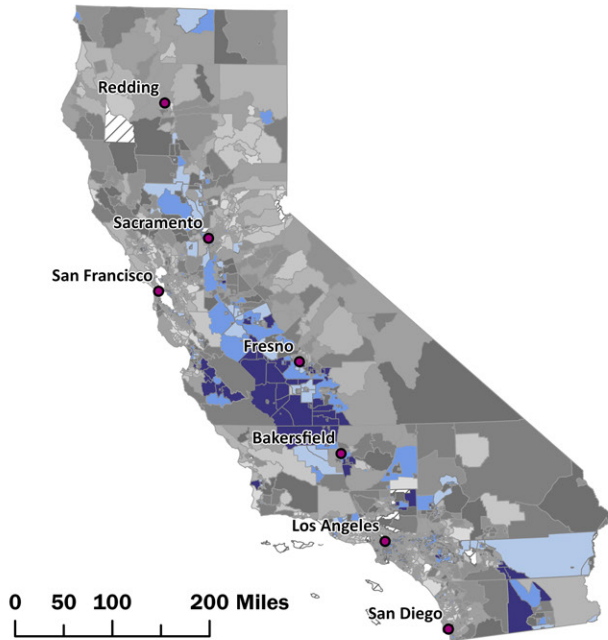 Redding
Sacramento
San Francisco
Fresno
Bakersfield
Los Angeles
San Diego
0 50 100 200 Miles